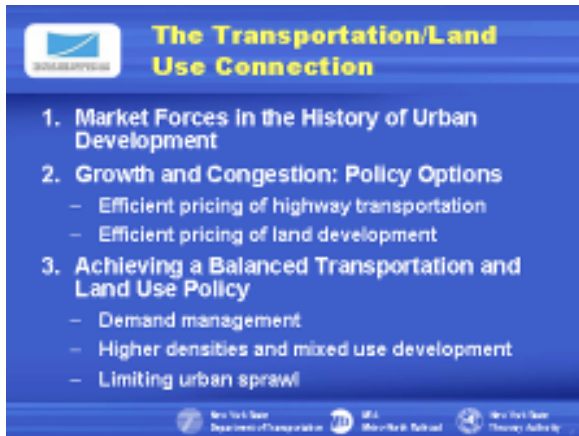 The Transportation/Land
Use Connection
1. Market Forces in the History of Urban
Development
2. Growth and Congestion: Policy Options
– Efficient pricing of highway transportation
– Efficient pricing of land development
3. Achieving a Balanced Transportation and
Land Use Policy
– Demand management
– Higher densities and mixed use development
– Limiting urban sprawl
New York State
Department of Transportation
MTA
Metro-North Railroad
New York State
Thruway Authority